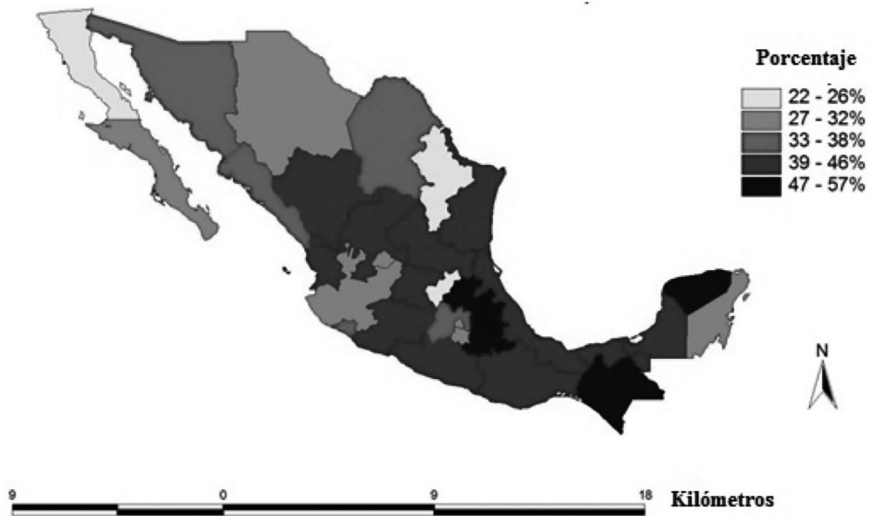 Porcentaje
22 - 26%
27 - 32%
33 - 38%
39 - 46%
47 - 57%
N
9 0 9 18 Kilómetros